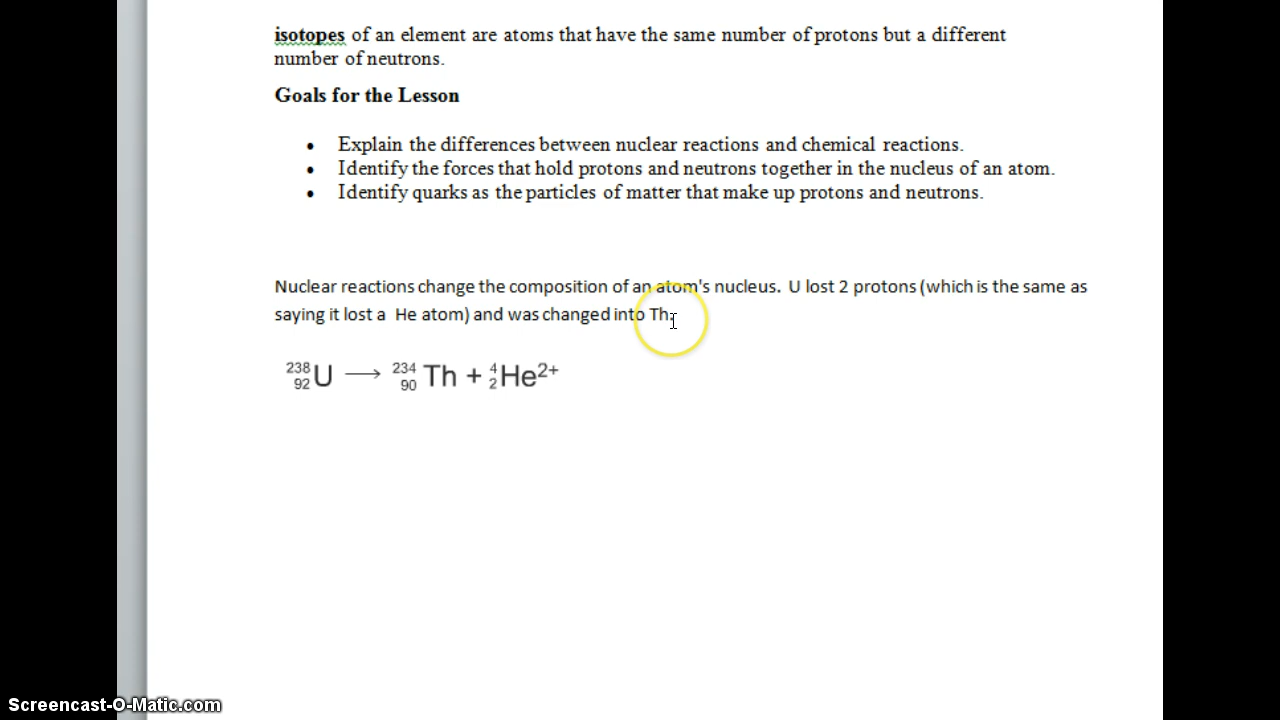 isotopes of an element are atoms that have the same number of protons but a different
number of neutrons.
Goals for the Lesson
• Explain the differences between nuclear reactions and chemical reactions.
• Identify the forces that hold protons and neutrons together in the nucleus of an atom.
• Identify quarks as the particles of matter that make up protons and neutrons.
Nuclear reactions change the composition of an atom's nucleus. U lost 2 protons (which is the same as
saying it lost a He atom) and was changed into Th.
²³⁸₉₂U ⟶ ²³⁴₉₀Th + ⁴₂He²⁺
Screencast-O-Matic.com